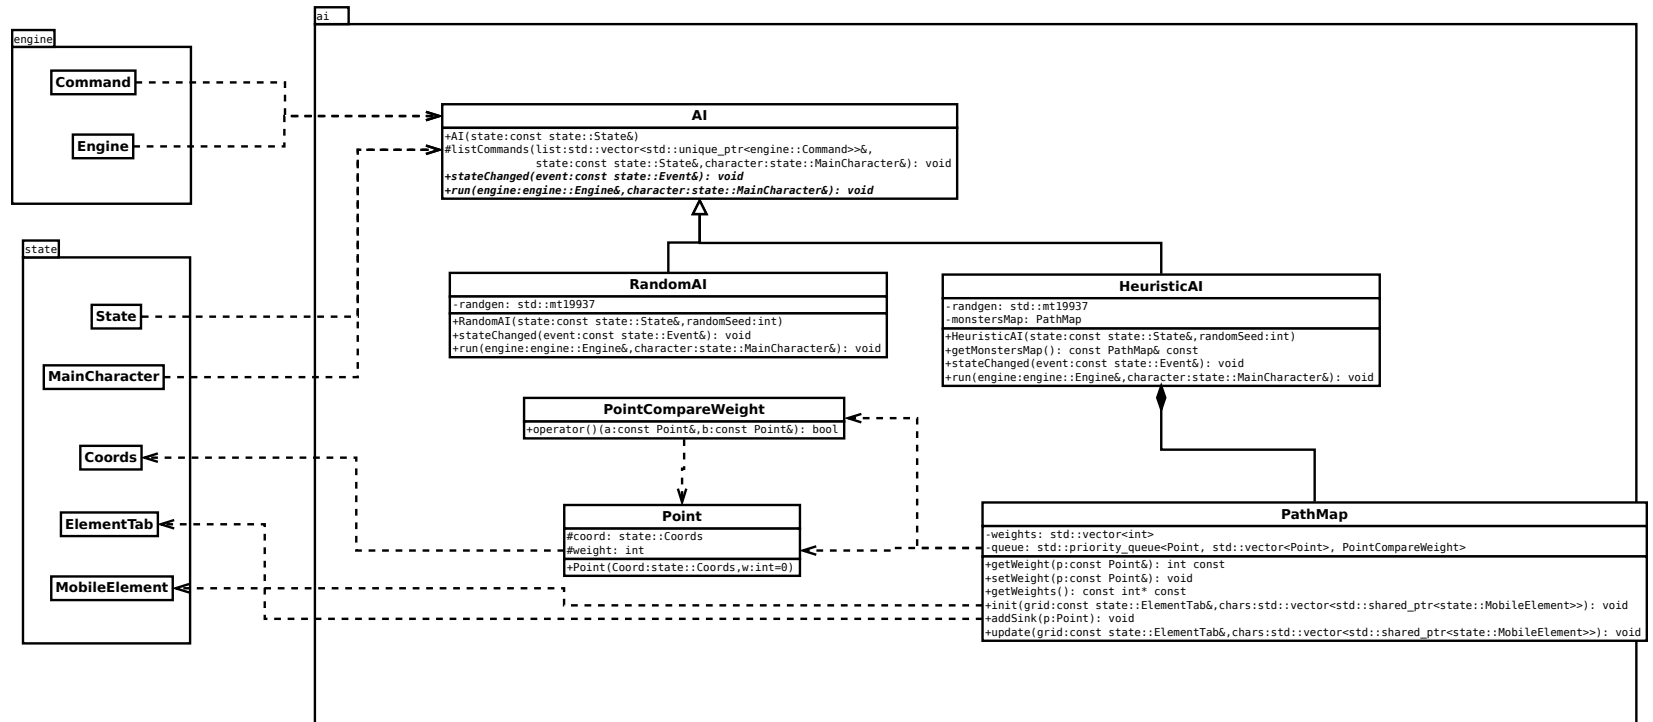 ai
engine
Command
Engine
AI
+AI(state:const state::State&)
#listCommands(list:std::vector<std::unique_ptr<engine::Command>>&,
state:const state::State&,character:state::MainCharacter&): void
+stateChanged(event:const state::Event&): void
+run(engine:engine::Engine&,character:state::MainCharacter&): void
state
State
MainCharacter
Coords
ElementTab
MobileElement
RandomAI
-randgen: std::mt19937
+RandomAI(state:const state::State&,randomSeed:int)
+stateChanged(event:const state::Event&): void
+run(engine:engine::Engine&,character:state::MainCharacter&): void
HeuristicAI
-randgen: std::mt19937
-monstersMap: PathMap
+HeuristicAI(state:const state::State&,randomSeed:int)
+getMonstersMap(): const PathMap& const
+stateChanged(event:const state::Event&): void
+run(engine:engine::Engine&,character:state::MainCharacter&): void
PointCompareWeight
+operator()(a:const Point&,b:const Point&): bool
Point
#coord: state::Coords
#weight: int
+Point(Coord:state::Coords,w:int=0)
PathMap
-weights: std::vector<int>
-queue: std::priority_queue<Point, std::vector<Point>, PointCompareWeight>
+getWeight(p:const Point&): int const
+setWeight(p:const Point&): void
+getWeights(): const int* const
+init(grid:const state::ElementTab&,chars:std::vector<std::shared_ptr<state::MobileElement>>): void
+addSink(p:Point): void
+update(grid:const state::ElementTab&,chars:std::vector<std::shared_ptr<state::MobileElement>>): void